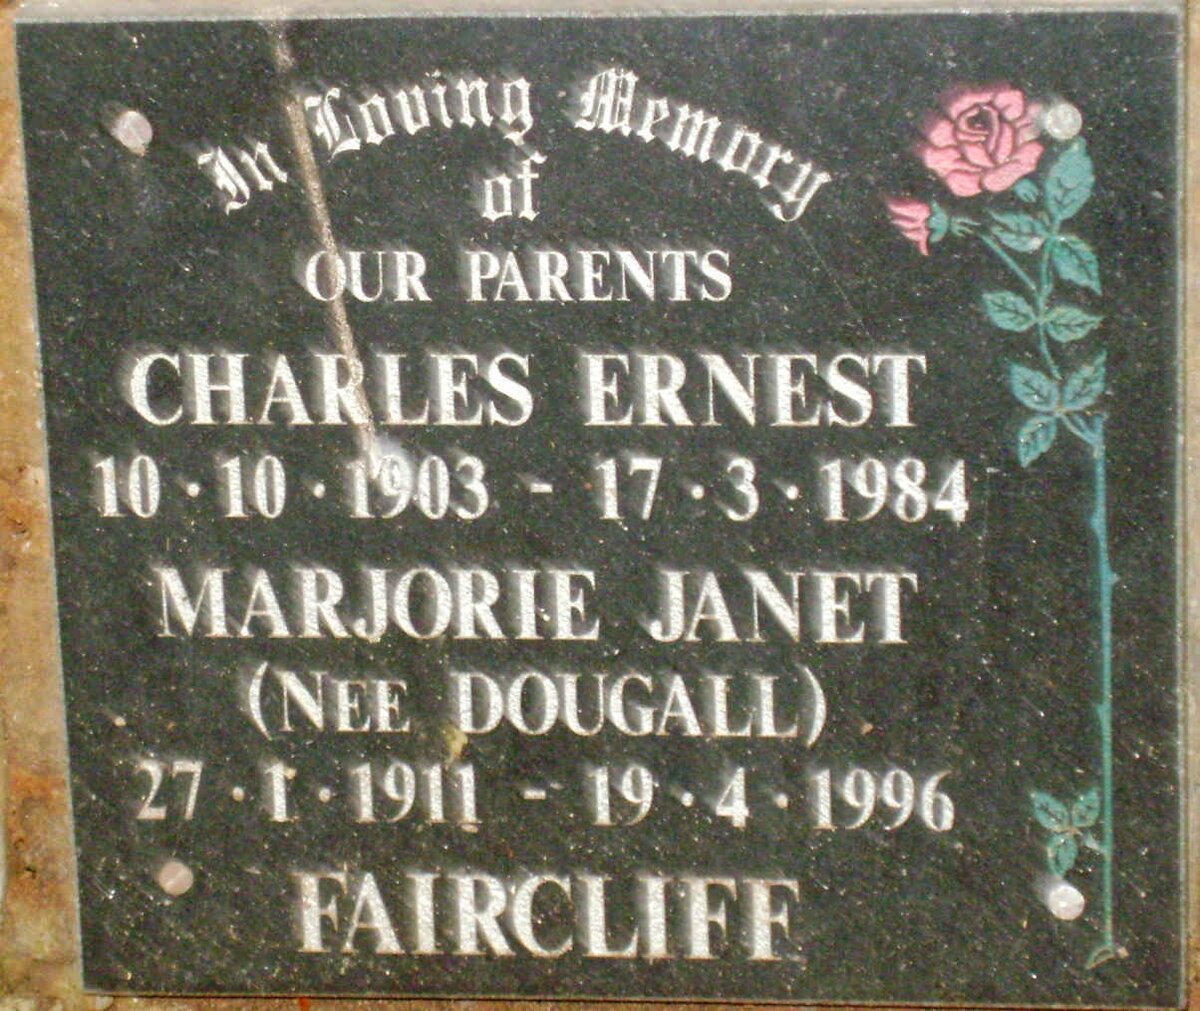 In Loving Memory
of
OUR PARENTS
CHARLES ERNEST
10 · 10 · 1903 - 17 · 3 · 1984
MARJORIE JANET
(NEE DOUGALL)
27 · 1 · 1911 - 19 · 4 · 1996
FAIRCLIFF